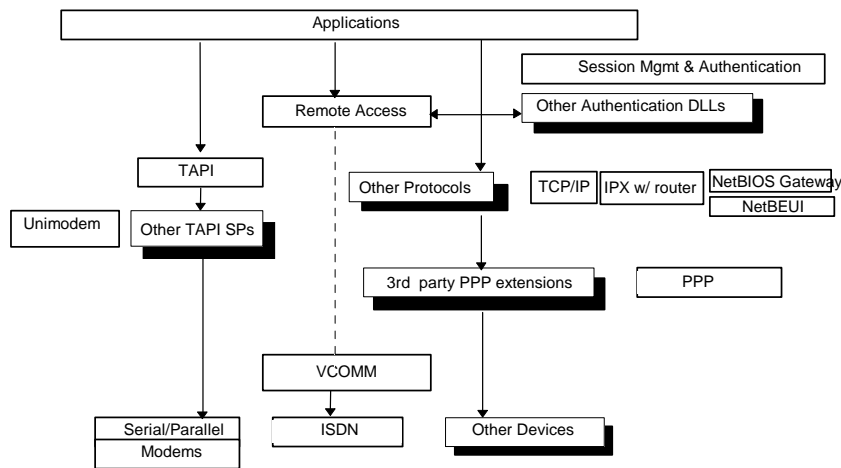 Applications
Session Mgmt & Authentication
Remote Access
Other Authentication DLLs
TAPI
Other Protocols
TCP/IP
IPX w/ router
NetBIOS Gateway
NetBEUI
Unimodem
Other TAPI SPs
3rd party PPP extensions
PPP
VCOMM
Serial/Parallel
ISDN
Other Devices
Modems